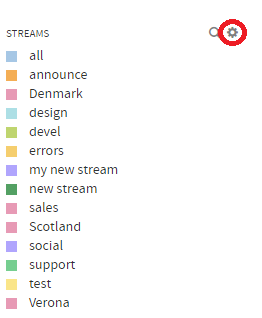 STREAMS
all
announce
Denmark
design
devel
errors
my new stream
new stream
sales
Scotland
social
support
test
Verona